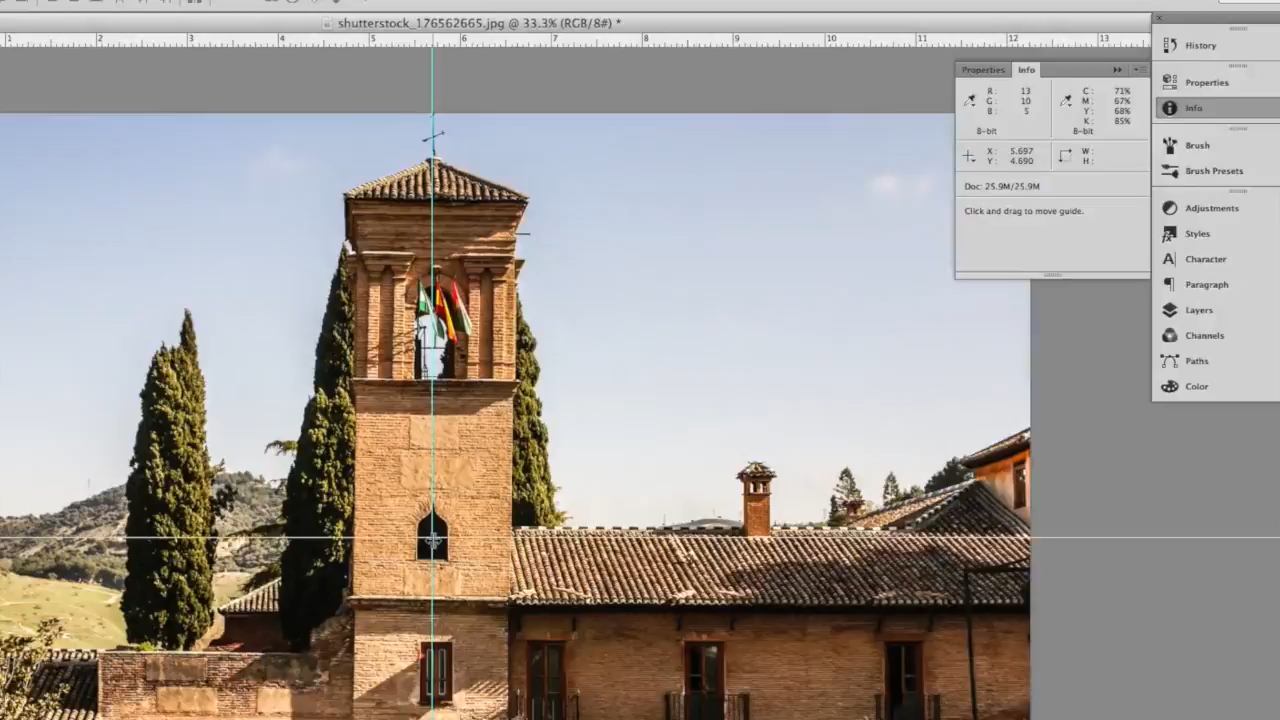 shutterstock_176562665.jpg @ 33.3% (RGB/8#) *
1 2 3 4 5 6 7 8 9 10 11 12 13
Properties Info
R: 13 C: 71%
G: 10 M: 67%
B: 5 Y: 68%
K: 85%
8-bit 8-bit
X: 5.697 W:
Y: 4.690 H:
Doc: 25.9M/25.9M
Click and drag to move guide.
History
Properties
Info
Brush
Brush Presets
Adjustments
Styles
Character
Paragraph
Layers
Channels
Paths
Color